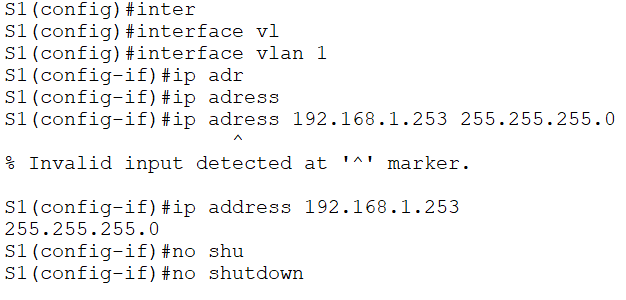 S1(config)#inter
S1(config)#interface vl
S1(config)#interface vlan 1
S1(config-if)#ip adr
S1(config-if)#ip adress
S1(config-if)#ip adress 192.168.1.253 255.255.255.0
^
% Invalid input detected at '^' marker.
S1(config-if)#ip address 192.168.1.253
255.255.255.0
S1(config-if)#no shu
S1(config-if)#no shutdown